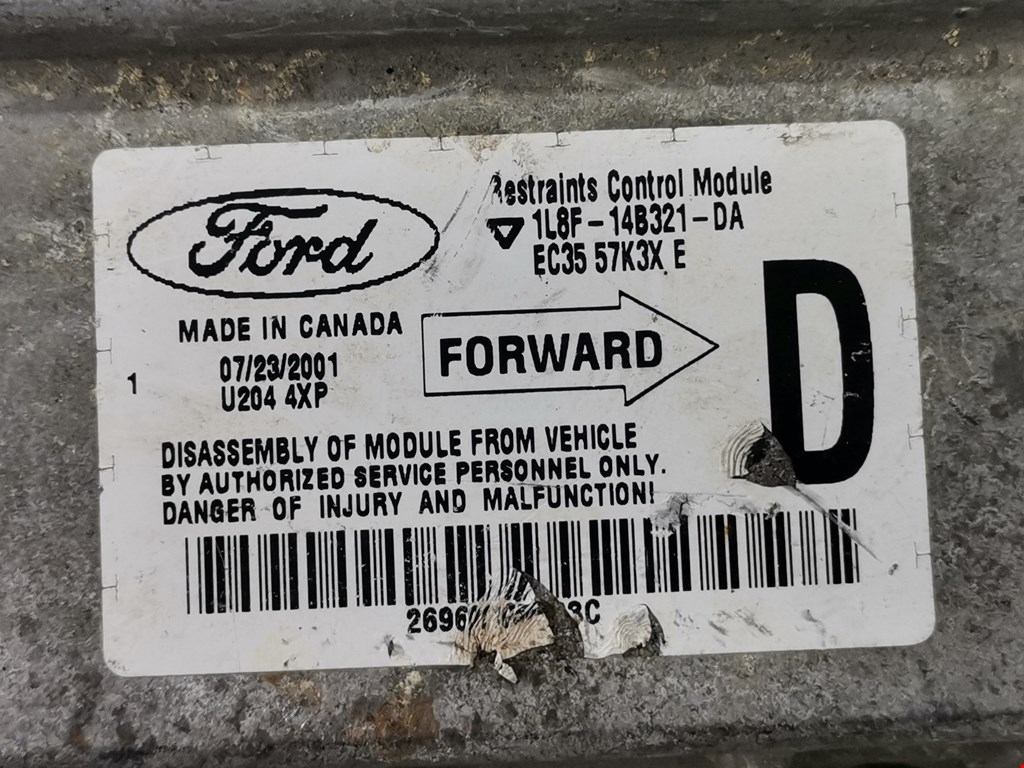 Ford
Restraints Control Module
1L8F-14B321-DA
EC35 57K3X E
MADE IN CANADA
07/23/2001
U204 4XP
1
FORWARD
D
DISASSEMBLY OF MODULE FROM VEHICLE
BY AUTHORIZED SERVICE PERSONNEL ONLY.
DANGER OF INJURY AND MALFUNCTION!